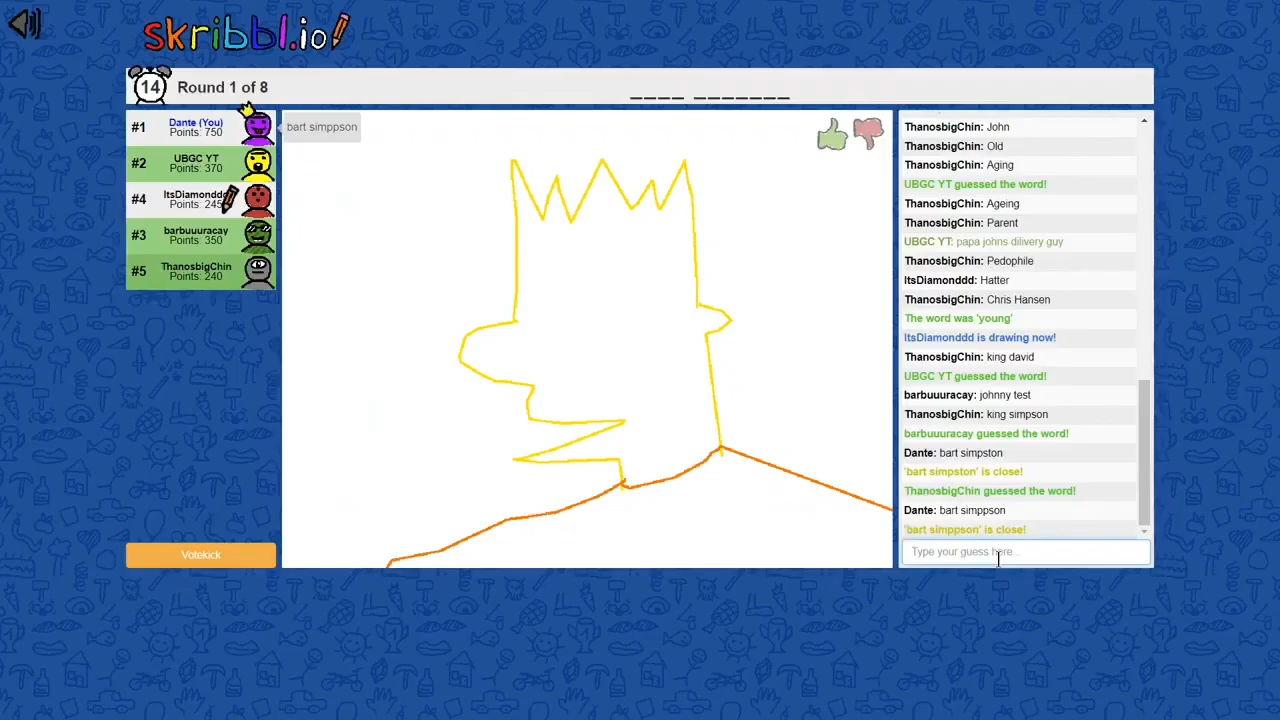 skribbl.io
14
Round 1 of 8
____ _______
#1
Dante (You)
Points: 750
#2
UBGC YT
Points: 370
#4
ItsDiamonddd
Points: 245
#3
barbuuuracay
Points: 350
#5
ThanosbigChin
Points: 240
Votekick
bart simppson
ThanosbigChin: John
ThanosbigChin: Old
ThanosbigChin: Aging
UBGC YT guessed the word!
ThanosbigChin: Ageing
ThanosbigChin: Parent
UBGC YT: papa johns dilivery guy
ThanosbigChin: Pedophile
ItsDiamonddd: Hatter
ThanosbigChin: Chris Hansen
The word was 'young'
ItsDiamonddd is drawing now!
ThanosbigChin: king david
UBGC YT guessed the word!
barbuuuracay: johnny test
ThanosbigChin: king simpson
barbuuuracay guessed the word!
Dante: bart simpston
'bart simpston' is close!
ThanosbigChin guessed the word!
Dante: bart simppson
'bart simppson' is close!
Type your guess here...